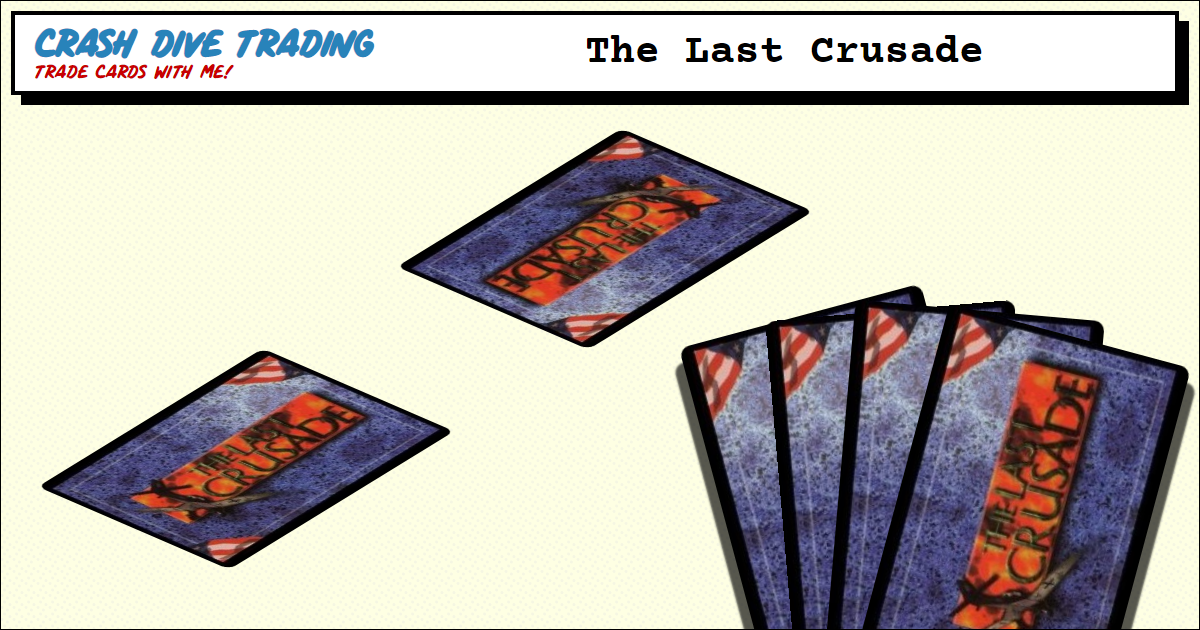 CRASH DIVE TRADING
TRADE CARDS WITH ME!
The Last Crusade
THE LAST
CRUSADE
THE LAST
CRUSADE
THE LAST
CRUSADE